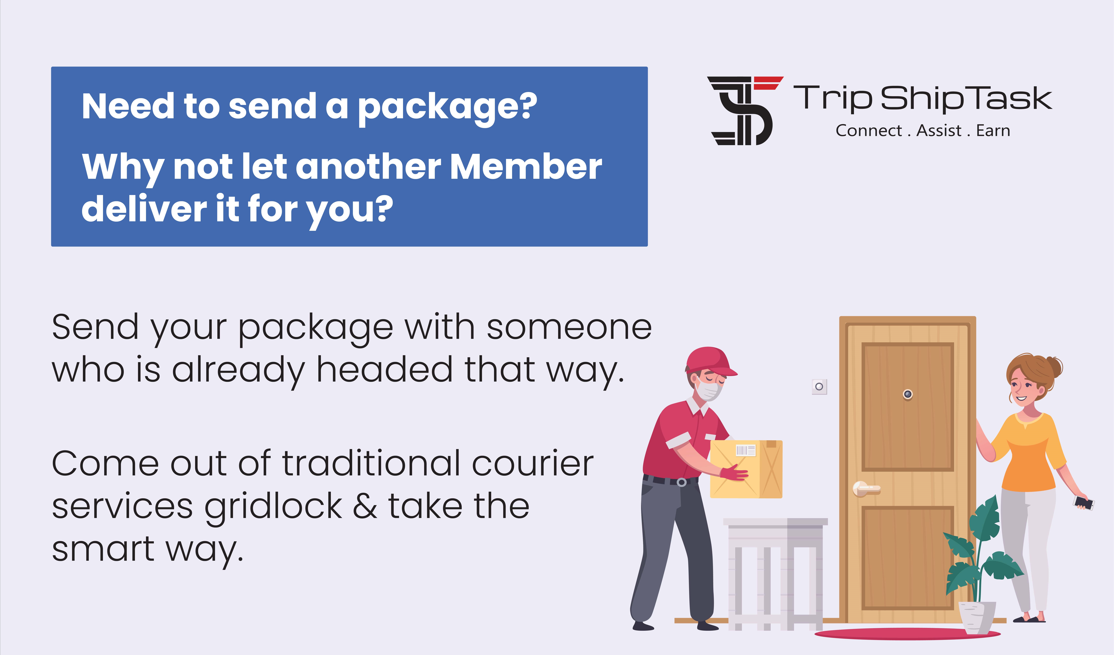 Need to send a package?
Why not let another Member
deliver it for you?
Trip ShipTask
Connect . Assist . Earn
Send your package with someone
who is already headed that way.
Come out of traditional courier
services gridlock & take the
smart way.